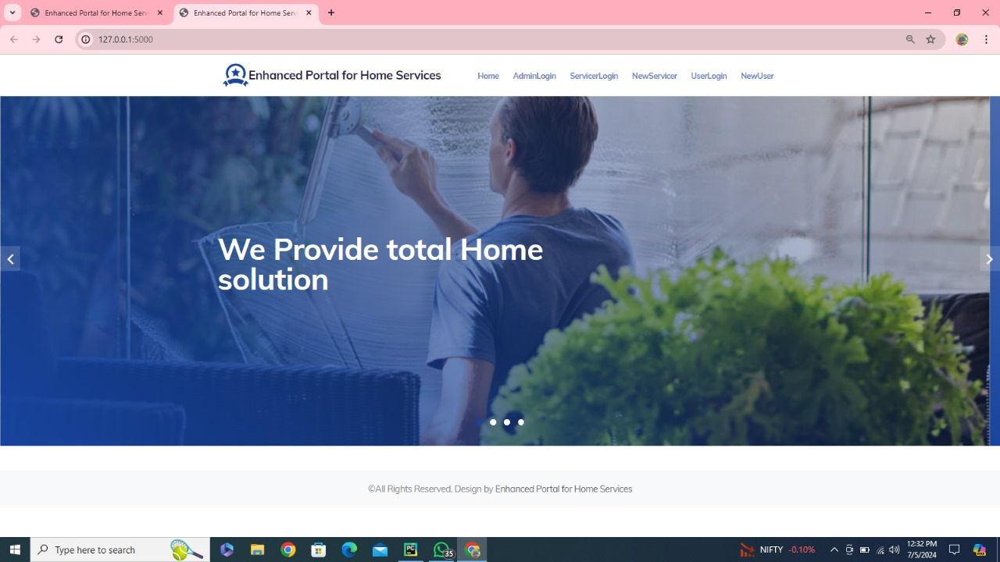 Enhanced Portal for Home Serv
Enhanced Portal for Home Serv
127.0.0.1:5000
Enhanced Portal for Home Services
Home AdminLogin ServicerLogin NewServicer UserLogin NewUser
We Provide total Home
solution
©All Rights Reserved. Design by Enhanced Portal for Home Services
Type here to search
PC
35
NIFTY -0.10%
12:32 PM
7/5/2024